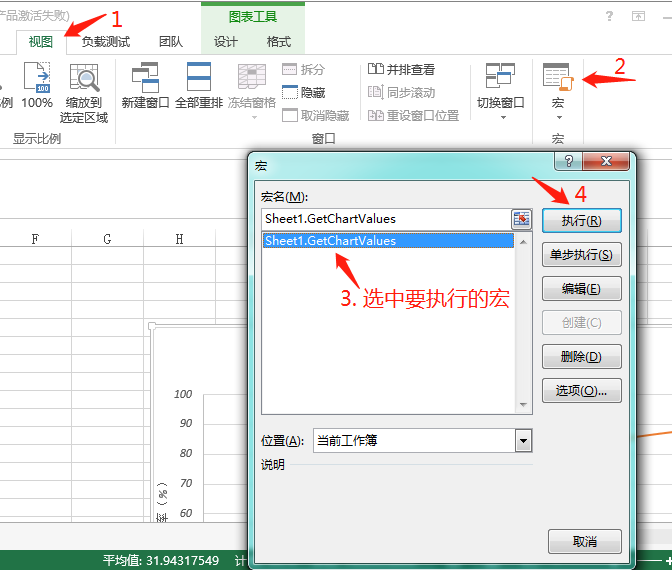 产品激活失败)
图表工具
1
视图
负载测试
团队
设计
格式
2
100%
缩放到
选定区域
显示比例
新建窗口
全部重排
冻结窗格
拆分
隐藏
取消隐藏
并排查看
同步滚动
重设窗口位置
窗口
切换窗口
宏
宏
F
G
H
宏
?
宏名(M):
Sheet1.GetChartValues
Sheet1.GetChartValues
3. 选中要执行的宏
4
执行(R)
单步执行(S)
编辑(E)
创建(C)
删除(D)
选项(O)...
位置(A):
当前工作簿
说明
取消
100
90
80
70
60
(%)
平均值: 31.94317549
计